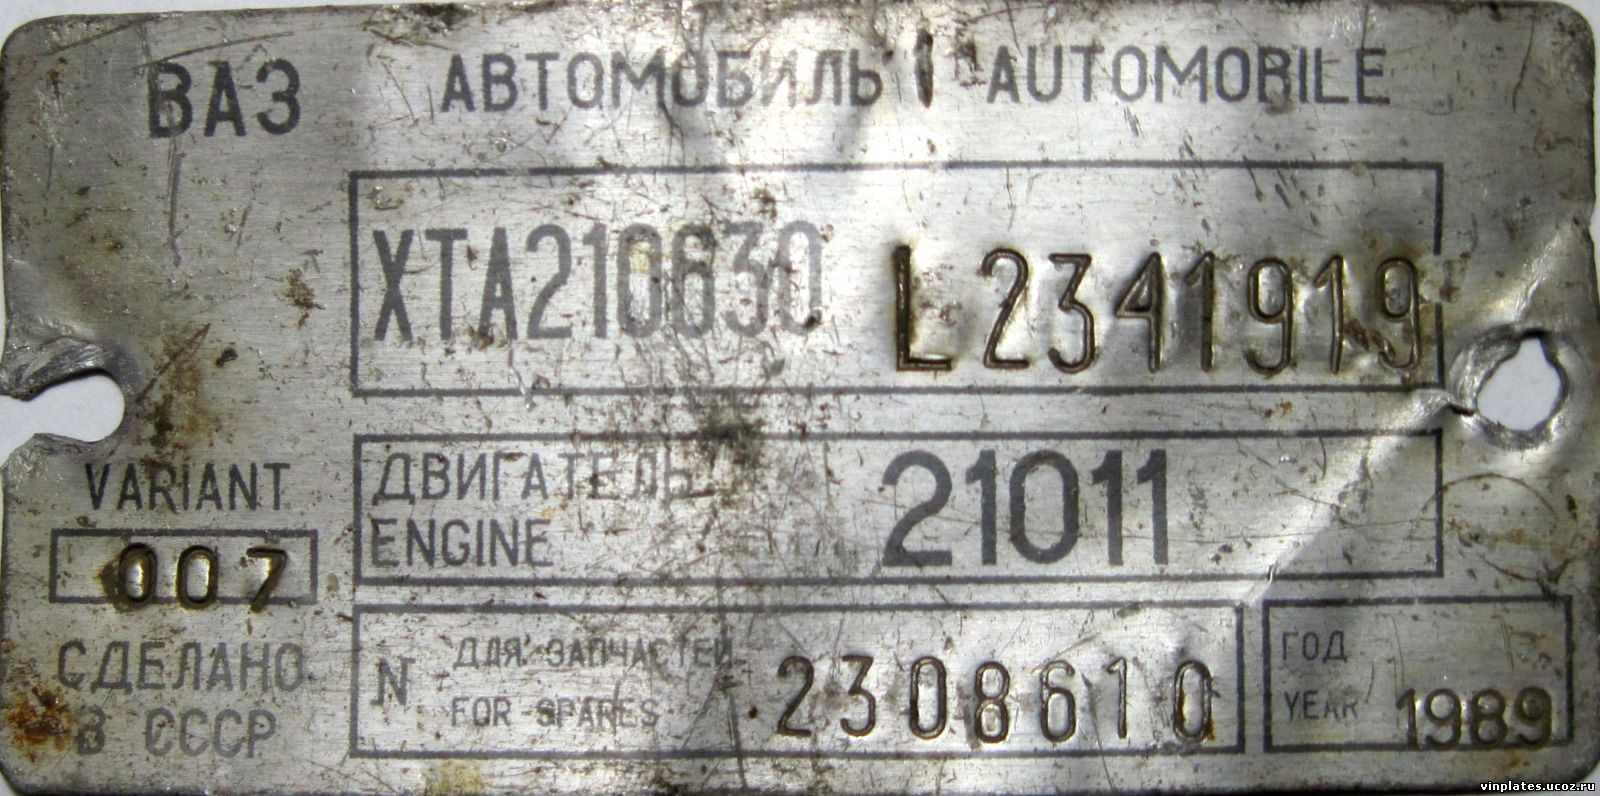 ВАЗ АВТОМОБИЛЬ AUTOMOBILE
XTA210630 L2341919
VARIANT
007
ДВИГАТЕЛЬ
ENGINE
21011
СДЕЛАНО
В СССР
N ДЛЯ ЗАПЧАСТЕЙ
FOR SPARES
2308610
ГОД
YEAR
1989
vinplates.ucoz.ru